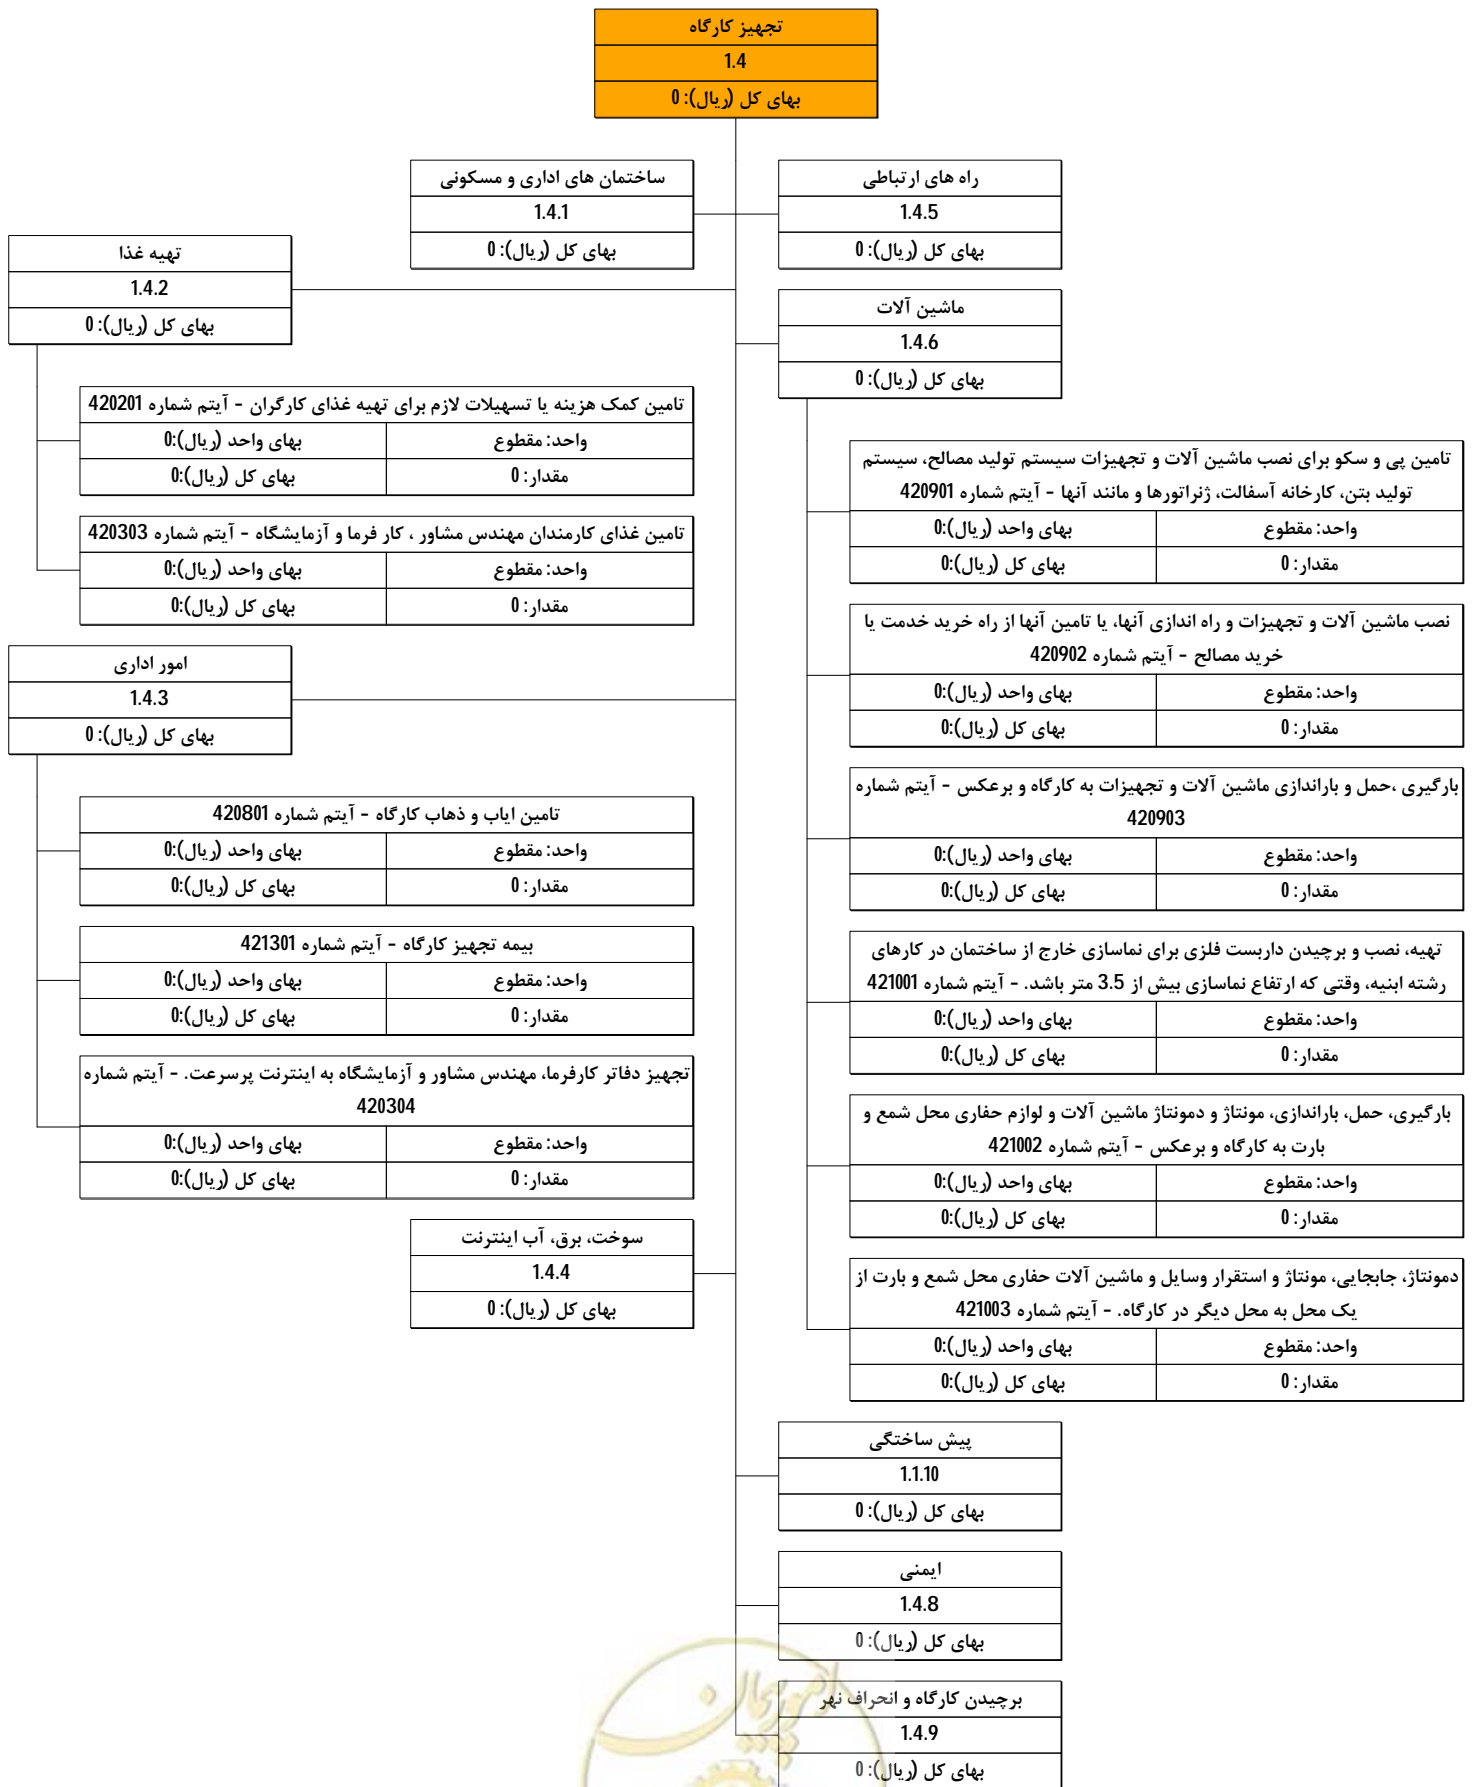 تجهیز کارگاه
1.4
بهای کل (ریال): 0
ساختمان های اداری و مسکونی
1.4.1
بهای کل (ریال): 0
راه های ارتباطی
1.4.5
بهای کل (ریال): 0
تهیه غذا
1.4.2
بهای کل (ریال): 0
تامین کمک هزینه یا تسهیلات لازم برای تهیه غذای کارگران - آیتم شماره 420201
واحد: مقطوع
بهای واحد (ریال):0
مقدار: 0
بهای کل (ریال):0
تامین غذای کارمندان مهندس مشاور ، کار فرما و آزمایشگاه - آیتم شماره 420303
واحد: مقطوع
بهای واحد (ریال):0
مقدار: 0
بهای کل (ریال):0
امور اداری
1.4.3
بهای کل (ریال): 0
تامین ایاب و ذهاب کارگاه - آیتم شماره 420801
واحد: مقطوع
بهای واحد (ریال):0
مقدار: 0
بهای کل (ریال):0
بیمه تجهیز کارگاه - آیتم شماره 421301
واحد: مقطوع
بهای واحد (ریال):0
مقدار: 0
بهای کل (ریال):0
تجهیز دفاتر کارفرما، مهندس مشاور و آزمایشگاه به اینترنت پرسرعت. - آیتم شماره
420304
واحد: مقطوع
بهای واحد (ریال):0
مقدار: 0
بهای کل (ریال):0
سوخت، برق، آب اینترنت
1.4.4
بهای کل (ریال): 0
ماشین آلات
1.4.6
بهای کل (ریال): 0
تامین پی و سکو برای نصب ماشین آلات و تجهیزات سیستم تولید مصالح، سیستم
تولید بتن، کارخانه آسفالت، ژنراتورها و مانند آنها - آیتم شماره 420901
واحد: مقطوع
بهای واحد (ریال):0
مقدار: 0
بهای کل (ریال):0
نصب ماشین آلات و تجهیزات و راه اندازی آنها، یا تامین آنها از راه خرید خدمت یا
خرید مصالح - آیتم شماره 420902
واحد: مقطوع
بهای واحد (ریال):0
مقدار: 0
بهای کل (ریال):0
بارگیری ،حمل و باراندازی ماشین آلات و تجهیزات به کارگاه و برعکس - آیتم شماره
420903
واحد: مقطوع
بهای واحد (ریال):0
مقدار: 0
بهای کل (ریال):0
تهیه، نصب و برچیدن داربست فلزی برای نماسازی خارج از ساختمان در کارهای
رشته ابنیه، وقتی که ارتفاع نماسازی بیش از 3.5 متر باشد. - آیتم شماره 421001
واحد: مقطوع
بهای واحد (ریال):0
مقدار: 0
بهای کل (ریال):0
بارگیری، حمل، باراندازی، مونتاژ و دمونتاژ ماشین آلات و لوازم حفاری محل شمع و
بارت به کارگاه و برعکس - آیتم شماره 421002
واحد: مقطوع
بهای واحد (ریال):0
مقدار: 0
بهای کل (ریال):0
دمونتاژ، جابجایی، مونتاژ و استقرار وسایل و ماشین آلات حفاری محل شمع و بارت از
یک محل به محل دیگر در کارگاه. - آیتم شماره 421003
واحد: مقطوع
بهای واحد (ریال):0
مقدار: 0
بهای کل (ریال):0
پیش ساختگی
1.1.10
بهای کل (ریال): 0
ایمنی
1.4.8
بهای کل (ریال): 0
برچیدن کارگاه و انحراف نهر
1.4.9
بهای کل (ریال): 0
امورپیمان